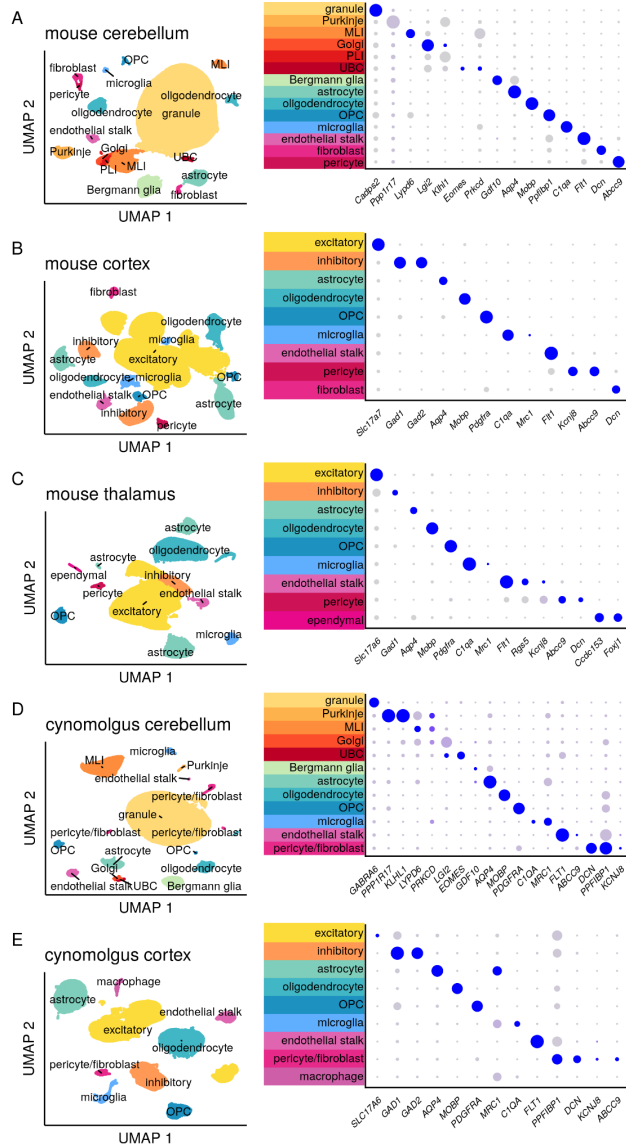 A
mouse cerebellum
fibroblast
OPC
MLI
microglia
pericyte
oligodendrocyte
oligodendrocyte
granule
endothelial stalk
Golgi
Purkinje
UBC
PLI
MLI
astrocyte
Bergmann glia
fibroblast
UMAP 1
UMAP 2
granule
Purkinje
MLI
Golgi
PLI
UBC
Bergmann glia
astrocyte
oligodendrocyte
OPC
microglia
endothelial stalk
fibroblast
pericyte
Cadps2
Ppp1r17
Lypd6
Lgi2
Klhl1
Eomes
Prkcd
Gdf10
Aqp4
Mobp
Ppfibp1
C1qa
Flt1
Dcn
Abcc9
B
mouse cortex
fibroblast
oligodendrocyte
inhibitory
microglia
astrocyte
excitatory
oligodendrocyte
microglia
OPC
endothelial stalk
OPC
inhibitory
astrocyte
pericyte
UMAP 1
UMAP 2
excitatory
inhibitory
astrocyte
oligodendrocyte
OPC
microglia
endothelial stalk
pericyte
fibroblast
Slc17a7
Gad1
Gad2
Aqp4
Mobp
Pdgfra
C1qa
Mrc1
Flt1
Kcnj8
Abcc9
Dcn
C
mouse thalamus
astrocyte
astrocyte
oligodendrocyte
ependymal
inhibitory
pericyte
endothelial stalk
OPC
excitatory
microglia
astrocyte
UMAP 1
UMAP 2
excitatory
inhibitory
astrocyte
oligodendrocyte
OPC
microglia
endothelial stalk
pericyte
ependymal
Slc17a6
Gad1
Aqp4
Mobp
Pdgfra
C1qa
Mrc1
Flt1
Rgs5
Kcnj8
Abcc9
Dcn
Ccdc153
Foxj1
D
cynomolgus cerebellum
microglia
MLI
Purkinje
endothelial stalk
pericyte/fibroblast
granule
pericyte/fibroblast
pericyte/fibroblast
OPC
astrocyte
OPC
Golgi
oligodendrocyte
endothelial stalk
UBC
Bergmann glia
UMAP 1
UMAP 2
granule
Purkinje
MLI
Golgi
UBC
Bergmann glia
astrocyte
oligodendrocyte
OPC
microglia
endothelial stalk
pericyte/fibroblast
GABRA6
PPP1R17
KLHL1
LYPD6
PRKCD
LGI2
EOMES
GDF10
AQP4
MOBP
PDGFRA
C1QA
MRC1
FLT1
ABCC9
DCN
PPFIBP1
KCNJ8
E
cynomolgus cortex
macrophage
astrocyte
endothelial stalk
excitatory
oligodendrocyte
pericyte/fibroblast
inhibitory
microglia
OPC
UMAP 1
UMAP 2
excitatory
inhibitory
astrocyte
oligodendrocyte
OPC
microglia
endothelial stalk
pericyte/fibroblast
macrophage
SLC17A6
GAD1
GAD2
AQP4
MOBP
PDGFRA
MRC1
C1QA
FLT1
PPFIBP1
DCN
KCNJ8
ABCC9